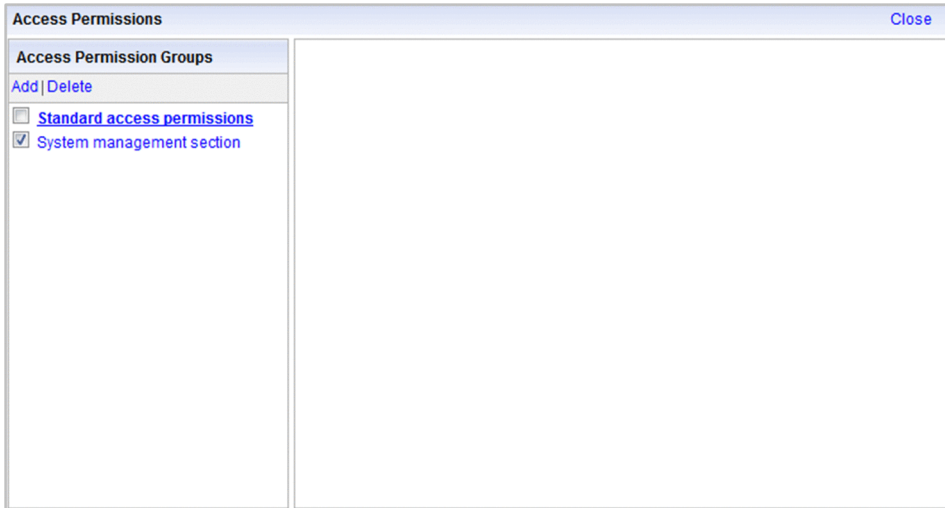 Access Permissions Close
Access Permission Groups
Add|Delete
Standard access permissions
System management section